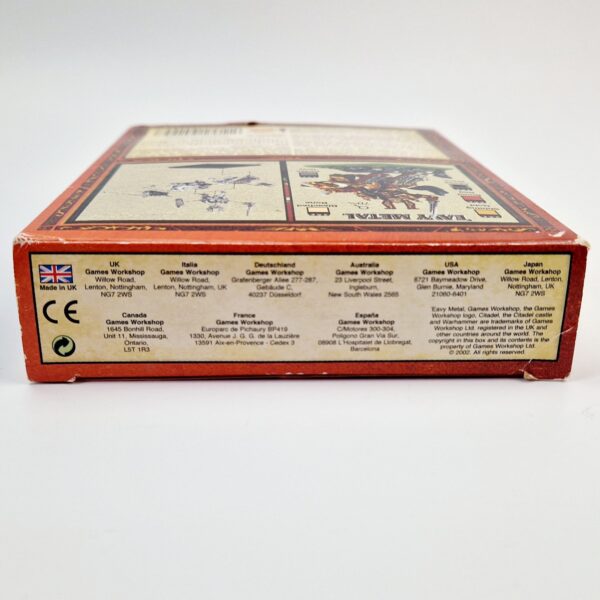 'EAVY METAL
Made in UK
CE
UK
Games Workshop
Willow Road,
Lenton, Nottingham,
NG7 2WS
Italia
Games Workshop
Willow Road,
Lenton, Nottingham, UK
NG7 2WS
Deutschland
Games Workshop
Grafenberger Allee 277-287,
Gebäude C,
40237 Düsseldorf
Australia
Games Workshop
23 Liverpool Street,
Ingleburn,
New South Wales 2565
USA
Games Workshop
6721 Baymeadow Drive,
Glen Burnie, Maryland
21060-6401
Japan
Games Workshop
Willow Road, Lenton,
Nottingham, UK
NG7 2WS
Canada
Games Workshop
1645 Bonhill Road,
Unit 11, Mississauga,
Ontario,
L5T 1R3
France
Games Workshop
Europarc de Pichaury BP419
1330, Avenue J. G. G. de la Lauzière
13591 Aix-en-Provence - Cedex 3
España
Games Workshop
C/Motores 300-304,
Polígono Gran Via Sur,
08908 L'Hospitalet de Llobregat,
Barcelona
'Eavy Metal, Games Workshop, the Games
Workshop logo, Citadel, the Citadel castle
and Warhammer are trademarks of Games
Workshop Ltd. registered in the UK and
other countries around the world. The
copyright in this box and its contents is the
property of Games Workshop Ltd.
© 2002. All rights reserved.